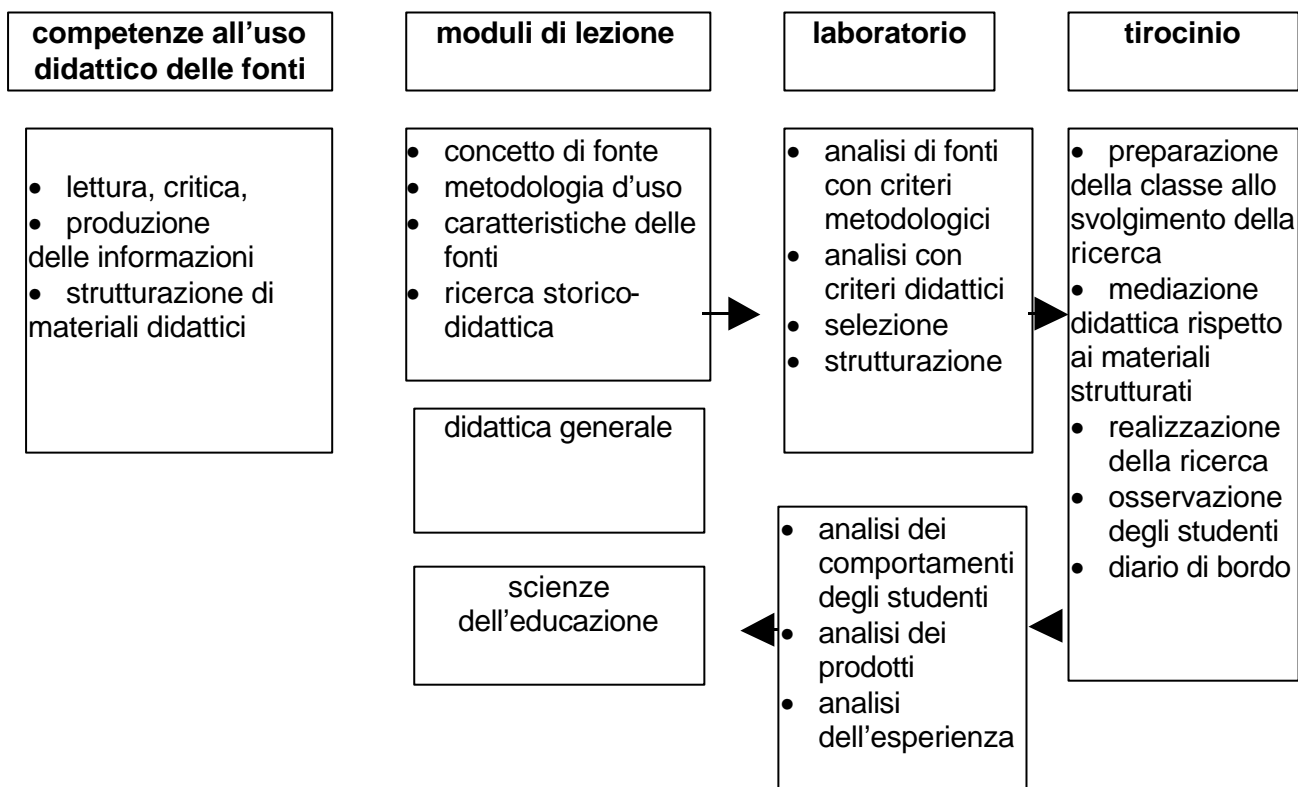 competenze all'uso
didattico delle fonti
moduli di lezione
laboratorio
tirocinio
• lettura, critica,
• produzione
delle informazioni
• strutturazione di
materiali didattici
• concetto di fonte
• metodologia d'uso
• caratteristiche delle
fonti
• ricerca storico-
didattica
didattica generale
scienze
dell'educazione
• analisi di fonti
con criteri
metodologici
• analisi con
criteri didattici
• selezione
• strutturazione
• analisi dei
comportamenti
degli studenti
• analisi dei
prodotti
• analisi
dell'esperienza
• preparazione
della classe allo
svolgimento della
ricerca
• mediazione
didattica rispetto
ai materiali
strutturati
• realizzazione
della ricerca
• osservazione
degli studenti
• diario di bordo